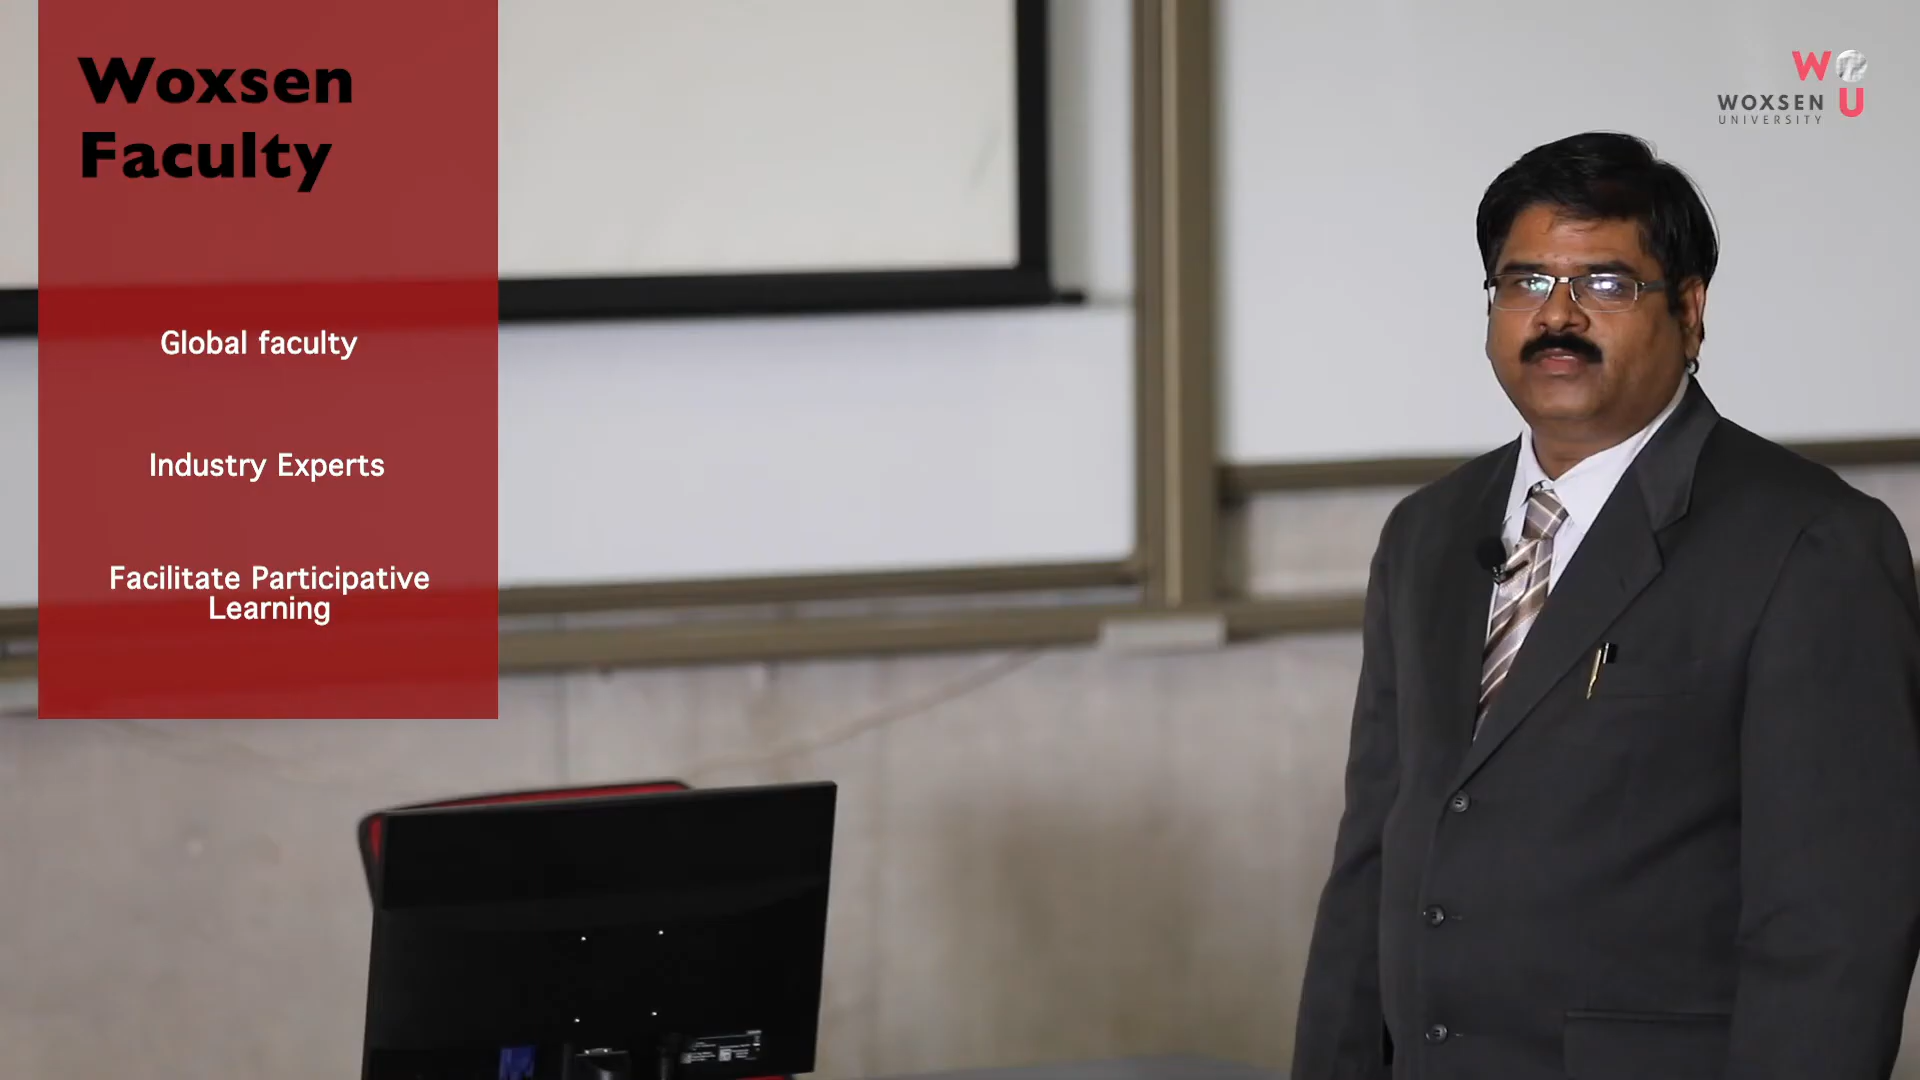 Woxsen
Faculty
Global faculty
Industry Experts
Facilitate Participative
Learning
W
WOXSEN U
UNIVERSITY